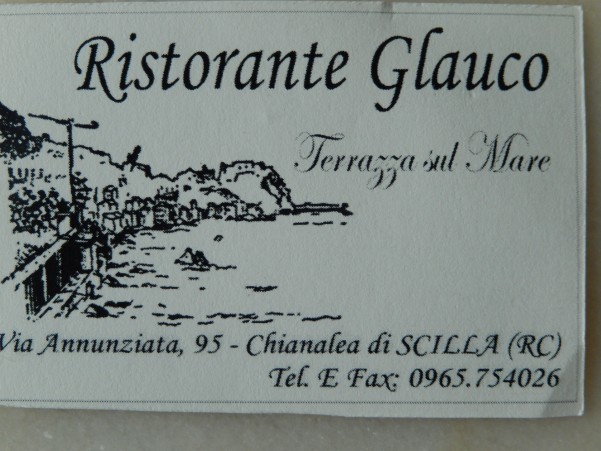 Ristorante Glauco
Terrazza sul Mare
Via Annunziata, 95 - Chianalea di SCILLA (RC)
Tel. E Fax: 0965.754026